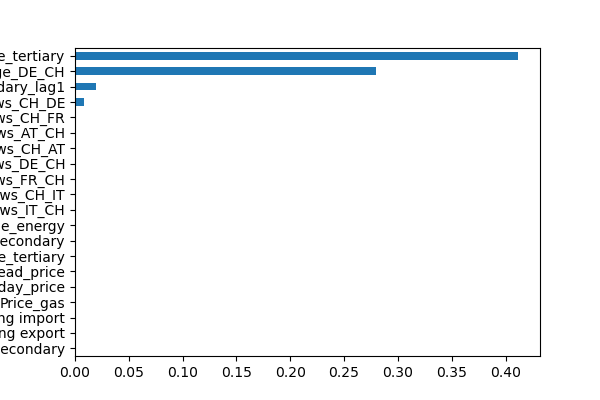 e_tertiary
ge_DE_CH
dary_lag1
ws_CH_DE
ws_CH_FR
ws_AT_CH
ws_CH_AT
ws_DE_CH
ws_FR_CH
ws_CH_IT
ws_IT_CH
e_energy
econdary
e_tertiary
ead_price
day_price
Price_gas
ng import
ng export
econdary
0.00 0.05 0.10 0.15 0.20 0.25 0.30 0.35 0.40